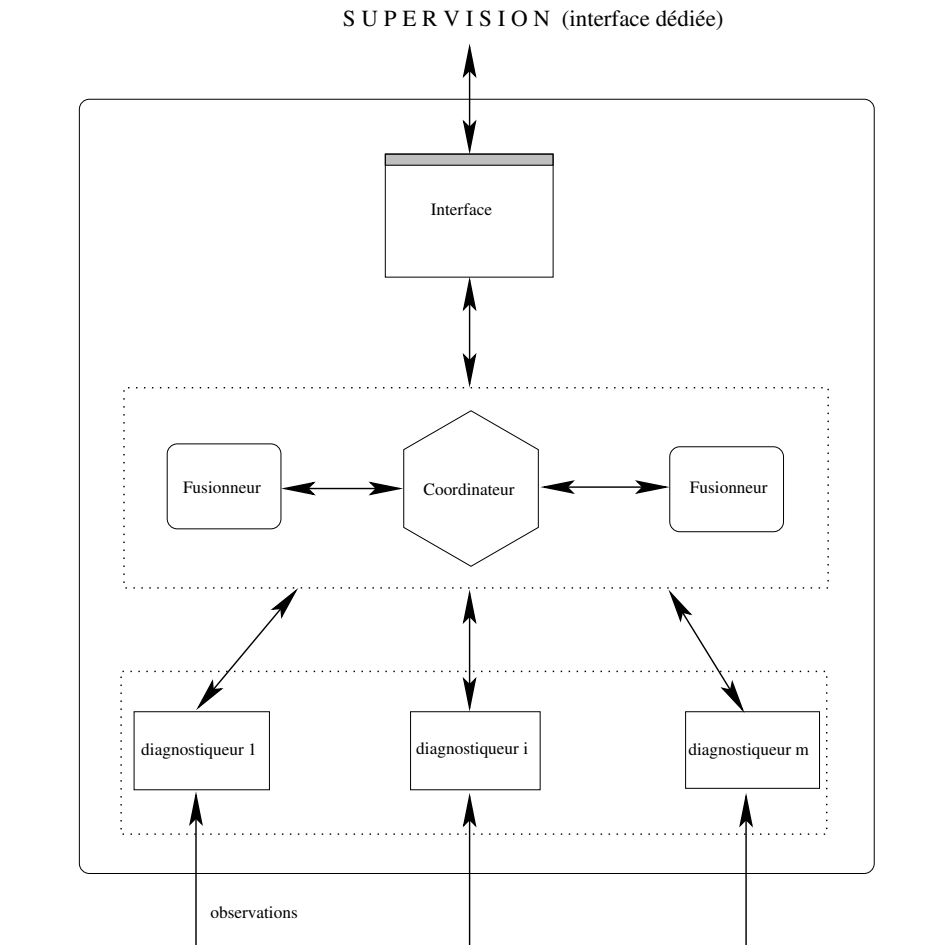 S U P E R V I S I O N (interface dédiée)
Interface
Fusionneur
Coordinateur
Fusionneur
diagnostiqueur 1
diagnostiqueur i
diagnostiqueur m
observations